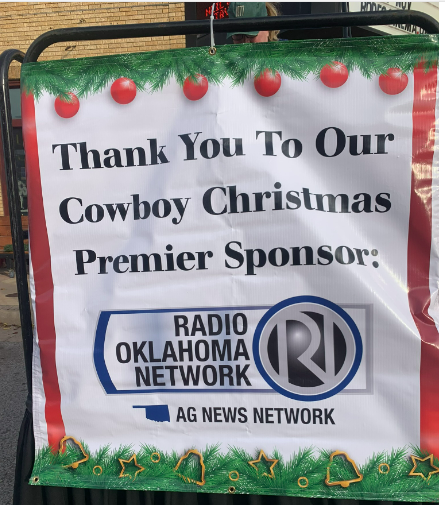 Thank You To Our
Cowboy Christmas
Premier Sponsor:
RADIO
OKLAHOMA
NETWORK
AG NEWS NETWORK